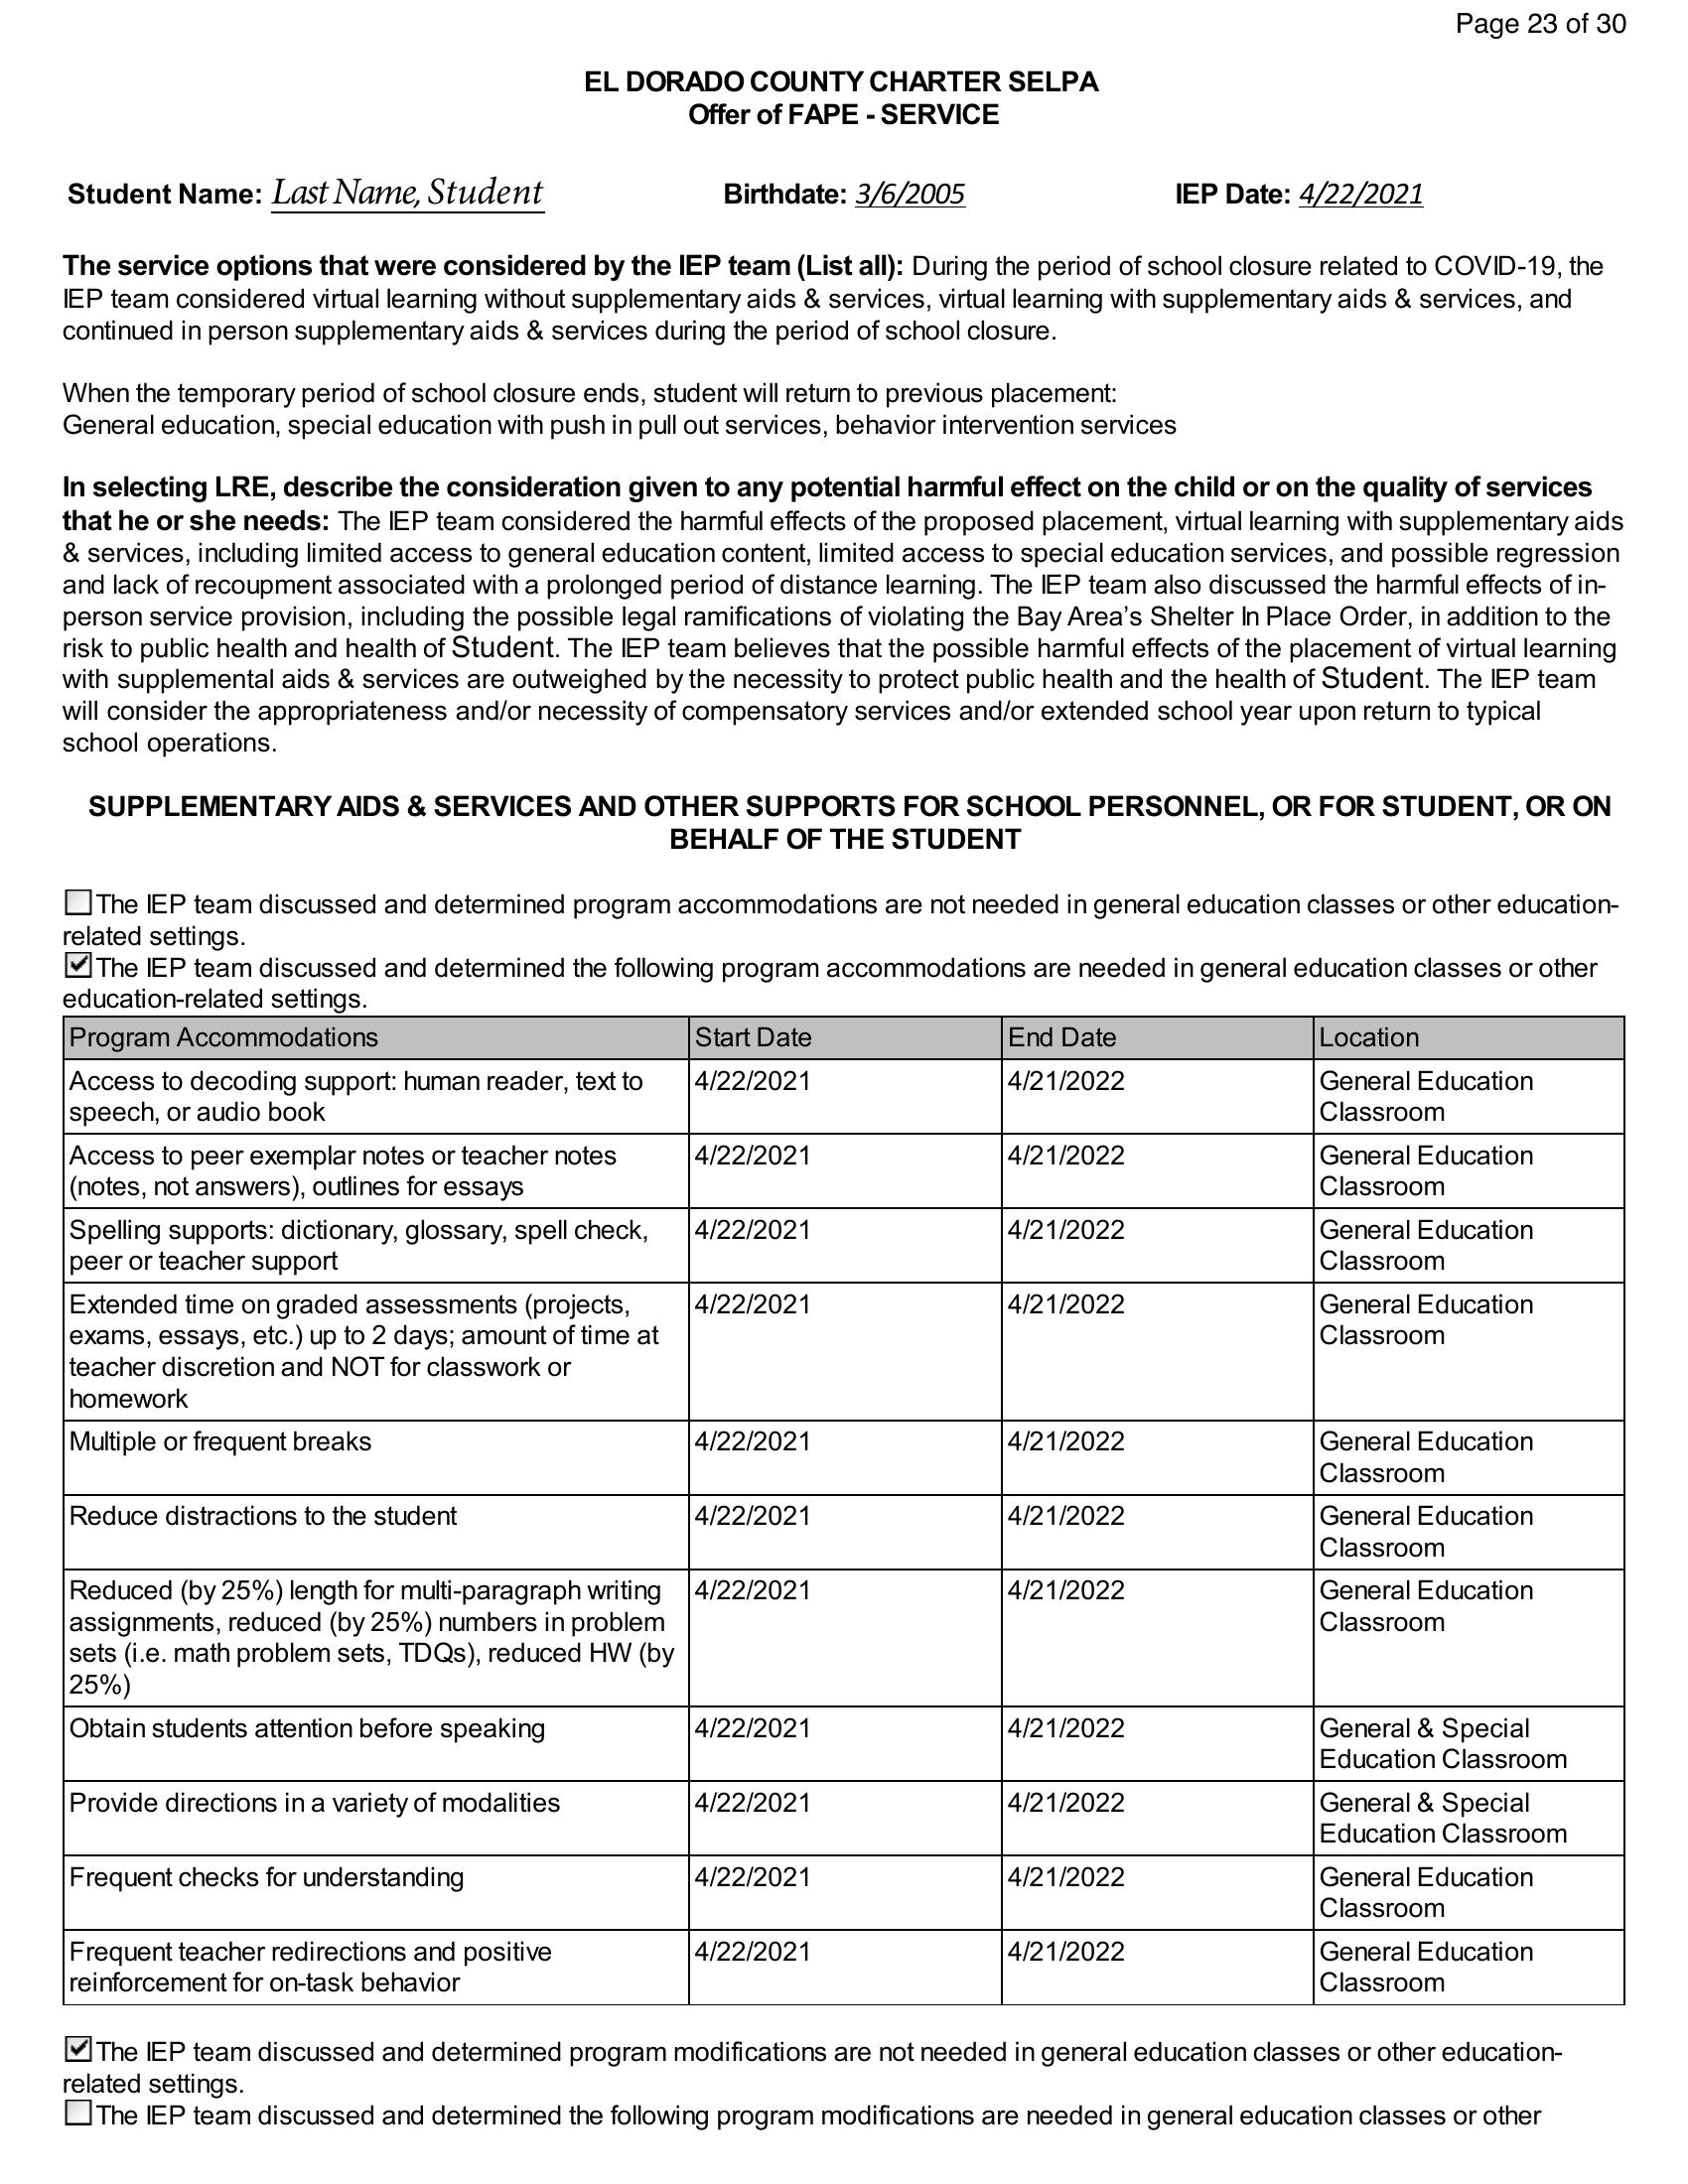 Page 23 of 30
EL DORADO COUNTY CHARTER SELPA
Offer of FAPE - SERVICE
Student Name: Last Name, Student Birthdate: 3/6/2005 IEP Date: 4/22/2021
The service options that were considered by the IEP team (List all): During the period of school closure related to COVID-19, the
IEP team considered virtual learning without supplementary aids & services, virtual learning with supplementary aids & services, and
continued in person supplementary aids & services during the period of school closure.
When the temporary period of school closure ends, student will return to previous placement:
General education, special education with push in pull out services, behavior intervention services
In selecting LRE, describe the consideration given to any potential harmful effect on the child or on the quality of services
that he or she needs: The IEP team considered the harmful effects of the proposed placement, virtual learning with supplementary aids
& services, including limited access to general education content, limited access to special education services, and possible regression
and lack of recoupment associated with a prolonged period of distance learning. The IEP team also discussed the harmful effects of in-
person service provision, including the possible legal ramifications of violating the Bay Area’s Shelter In Place Order, in addition to the
risk to public health and health of Student. The IEP team believes that the possible harmful effects of the placement of virtual learning
with supplemental aids & services are outweighed by the necessity to protect public health and the health of Student. The IEP team
will consider the appropriateness and/or necessity of compensatory services and/or extended school year upon return to typical
school operations.
SUPPLEMENTARY AIDS & SERVICES AND OTHER SUPPORTS FOR SCHOOL PERSONNEL, OR FOR STUDENT, OR ON
BEHALF OF THE STUDENT
The IEP team discussed and determined program accommodations are not needed in general education classes or other education-
related settings.
The IEP team discussed and determined the following program accommodations are needed in general education classes or other
education-related settings.
Program Accommodations Start Date End Date Location
Access to decoding support: human reader, text to 4/22/2021 4/21/2022 General Education
speech, or audio book Classroom
Access to peer exemplar notes or teacher notes 4/22/2021 4/21/2022 General Education
(notes, not answers), outlines for essays Classroom
Spelling supports: dictionary, glossary, spell check, 4/22/2021 4/21/2022 General Education
peer or teacher support Classroom
Extended time on graded assessments (projects, 4/22/2021 4/21/2022 General Education
exams, essays, etc.) up to 2 days; amount of time at Classroom
teacher discretion and NOT for classwork or
homework
Multiple or frequent breaks 4/22/2021 4/21/2022 General Education
Classroom
Reduce distractions to the student 4/22/2021 4/21/2022 General Education
Classroom
Reduced (by 25%) length for multi-paragraph writing 4/22/2021 4/21/2022 General Education
assignments, reduced (by 25%) numbers in problem Classroom
sets (i.e. math problem sets, TDQs), reduced HW (by
25%)
Obtain students attention before speaking 4/22/2021 4/21/2022 General & Special
Education Classroom
Provide directions in a variety of modalities 4/22/2021 4/21/2022 General & Special
Education Classroom
Frequent checks for understanding 4/22/2021 4/21/2022 General Education
Classroom
Frequent teacher redirections and positive 4/22/2021 4/21/2022 General Education
reinforcement for on-task behavior Classroom
The IEP team discussed and determined program modifications are not needed in general education classes or other education-
related settings.
The IEP team discussed and determined the following program modifications are needed in general education classes or other